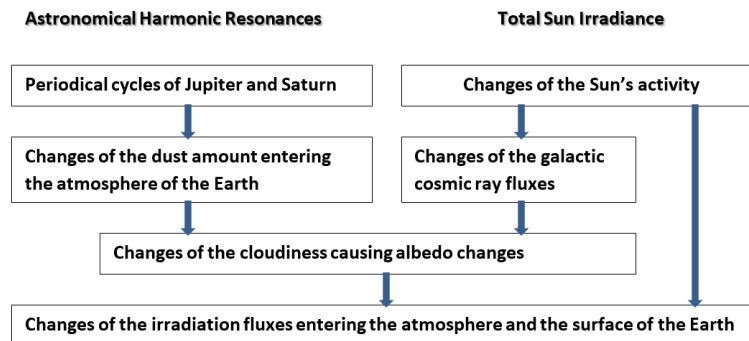 Astronomical Harmonic Resonances
Total Sun Irradiance
Periodical cycles of Jupiter and Saturn
Changes of the Sun's activity
Changes of the dust amount entering
the atmosphere of the Earth
Changes of the galactic
cosmic ray fluxes
Changes of the cloudiness causing albedo changes
Changes of the irradiation fluxes entering the atmosphere and the surface of the Earth